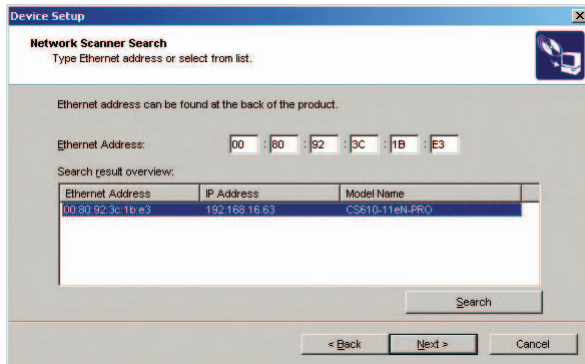 Device Setup
Network Scanner Search
Type Ethernet address or select from list.
Ethernet address can be found at the back of the product.
Ethernet Address: 00 : 80 : 92 : 3C : 1B : E3
Search result overview:
Ethernet Address IP Address Model Name
00:80:92:3c:1b:e3 192.168.16.63 CS610-11eN-PRO
Search
< Back Next > Cancel